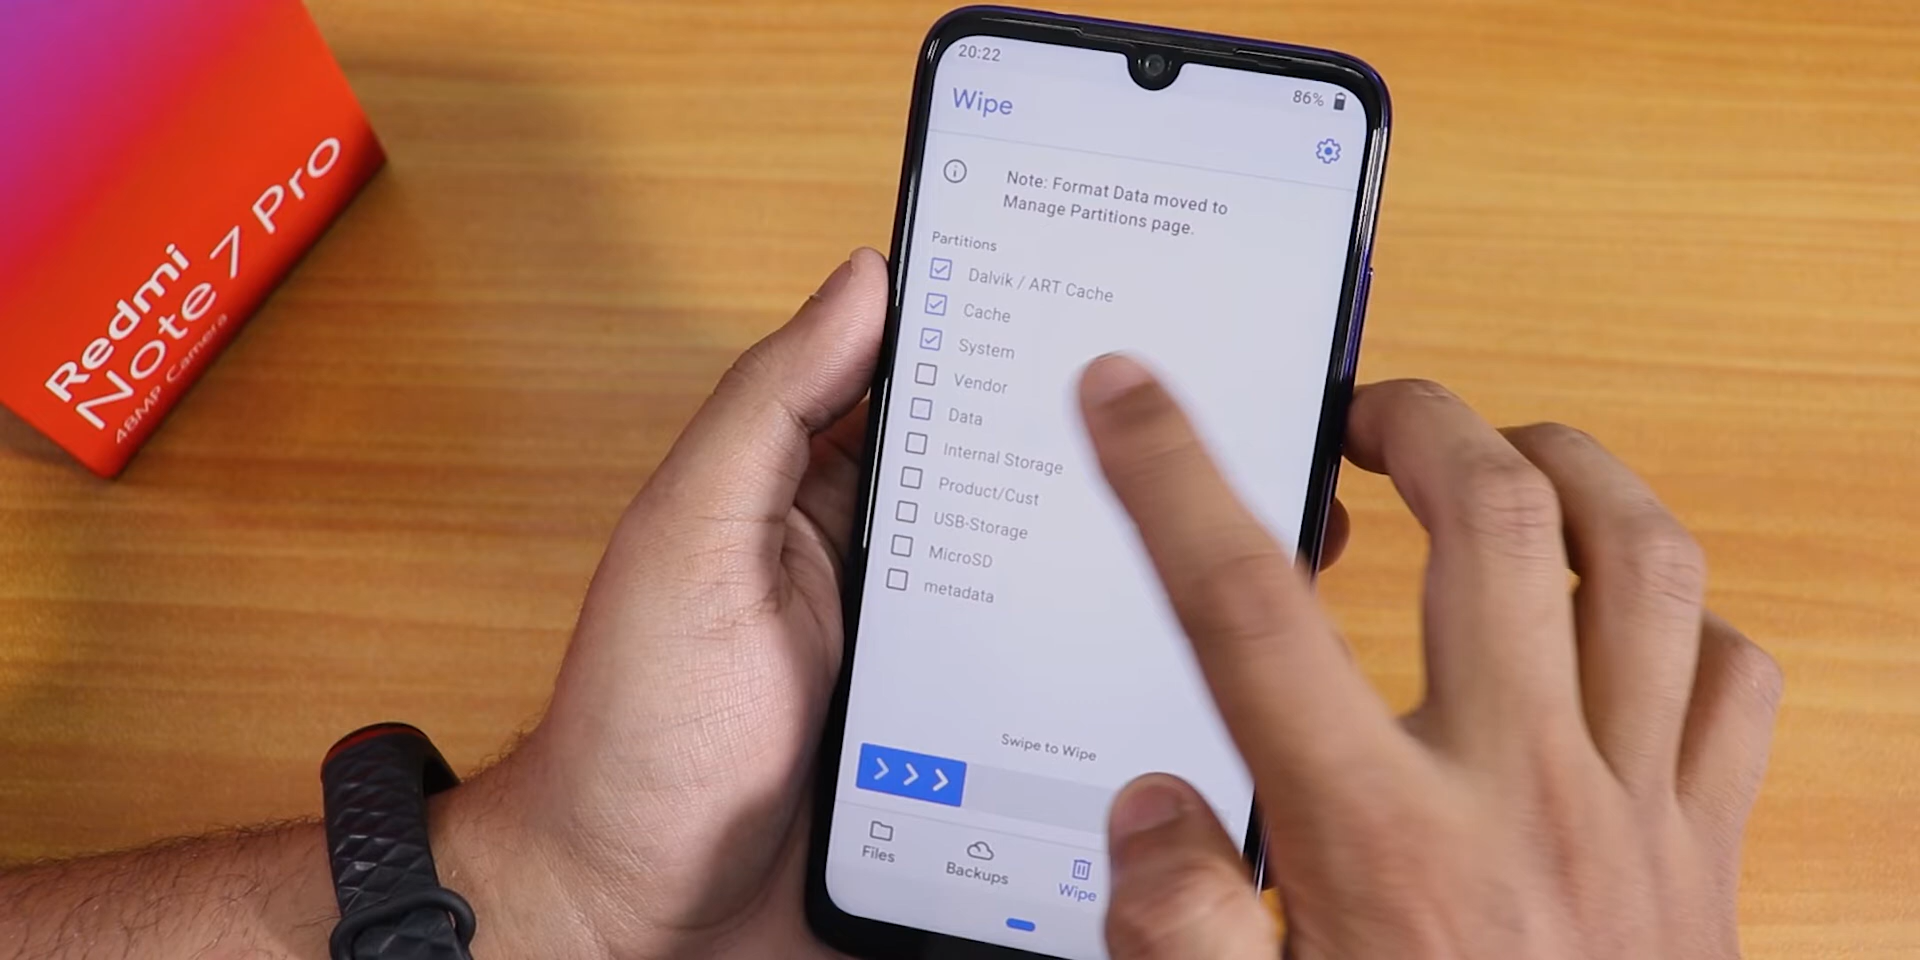 Redmi
Note 7 Pro
48MP Camera
20:22
86%
Wipe
Note: Format Data moved to
Manage Partitions page.
Partitions
Dalvik / ART Cache
Cache
System
Vendor
Data
Internal Storage
Product/Cust
USB-Storage
MicroSD
metadata
Swipe to Wipe
Files
Backups
Wipe